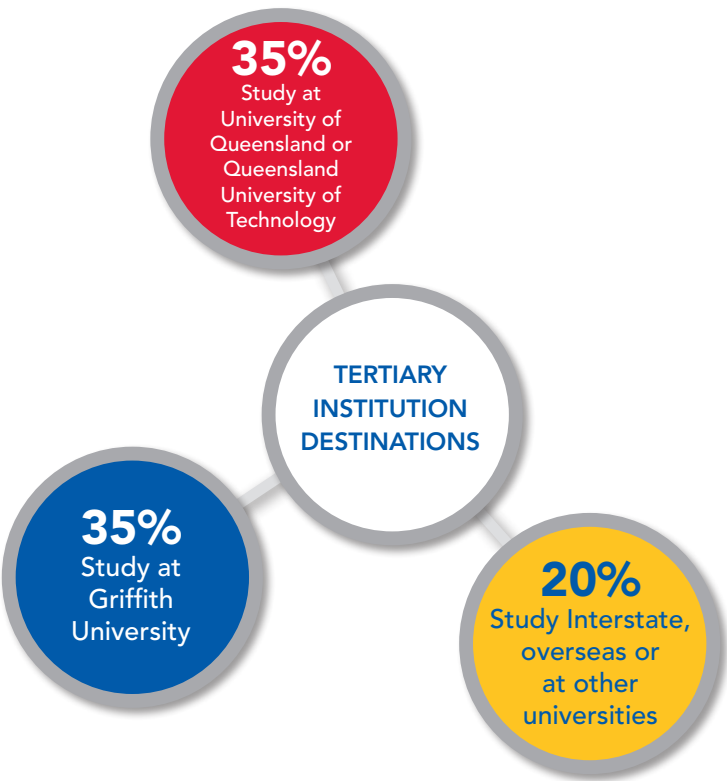 35%
Study at
University of
Queensland or
Queensland
University of
Technology
TERTIARY
INSTITUTION
DESTINATIONS
35%
Study at
Griffith
University
20%
Study Interstate,
overseas or
at other
universities